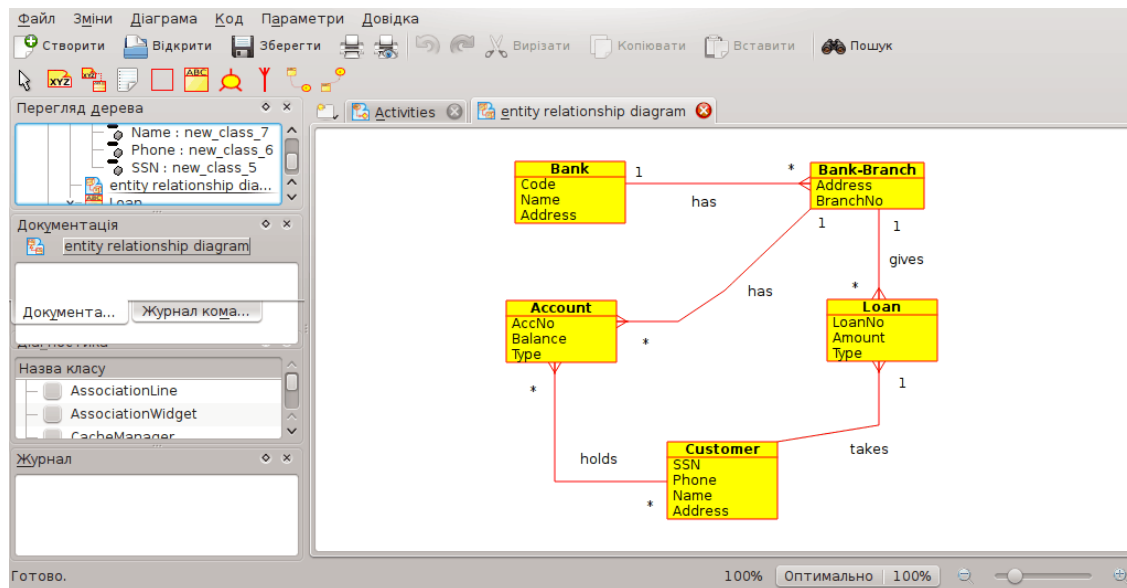 Файл Зміни Діаграма Код Параметри Довідка
Створити Відкрити Зберегти Вирізати Копіювати Вставити Пошук
XYZ ABC
Перегляд дерева
Name : new_class_7
Phone : new_class_6
SSN : new_class_5
entity relationship dia...
Loan
Документація
entity relationship diagram
Документа... Журнал кома...
Діагностика
Назва класу
AssociationLine
AssociationWidget
CacheManager
Журнал
Activities entity relationship diagram
Bank
Code
Name
Address
1
has
*
Bank-Branch
Address
BranchNo
1
1
gives
has
*
*
Account
AccNo
Balance
Type
Loan
LoanNo
Amount
Type
*
1
holds
takes
*
Customer
SSN
Phone
Name
Address
Готово.
100% Оптимально 100%